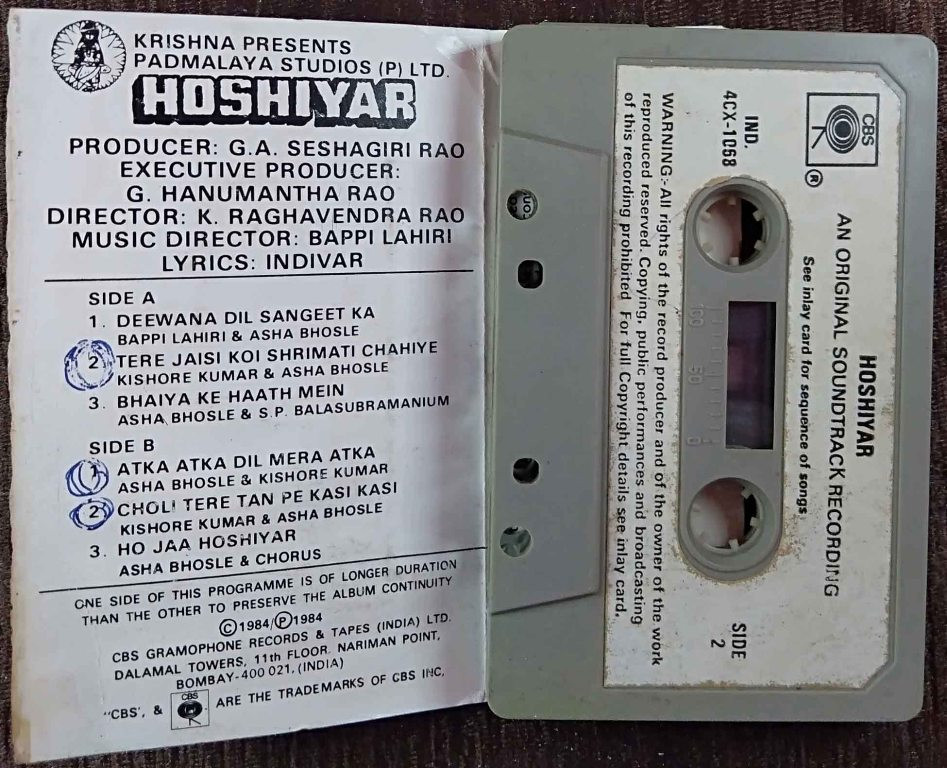 KRISHNA PRESENTS
PADMALAYA STUDIOS (P) LTD.
HOSHIYAR
PRODUCER: G.A. SESHAGIRI RAO
EXECUTIVE PRODUCER:
G. HANUMANTHA RAO
DIRECTOR: K. RAGHAVENDRA RAO
MUSIC DIRECTOR: BAPPI LAHIRI
LYRICS: INDIVAR
SIDE A
1. DEEWANA DIL SANGEET KA
BAPPI LAHIRI & ASHA BHOSLE
2. TERE JAISI KOI SHRIMATI CHAHIYE
KISHORE KUMAR & ASHA BHOSLE
3. BHAIYA KE HAATH MEIN
ASHA BHOSLE & S.P. BALASUBRAMANIUM
SIDE B
1. ATKA ATKA DIL MERA ATKA
ASHA BHOSLE & KISHORE KUMAR
2. CHOLI TERE TAN PE KASI KASI
KISHORE KUMAR & ASHA BHOSLE
3. HO JAA HOSHIYAR
ASHA BHOSLE & CHORUS
ONE SIDE OF THIS PROGRAMME IS OF LONGER DURATION
THAN THE OTHER TO PRESERVE THE ALBUM CONTINUITY
©1984/Ⓟ1984
CBS GRAMOPHONE RECORDS & TAPES (INDIA) LTD.
DALAMAL TOWERS, 11th FLOOR. NARIMAN POINT,
BOMBAY-400 021, (INDIA)
"CBS', & CBS ARE THE TRADEMARKS OF CBS INC,
CBS
®
HOSHIYAR
AN ORIGINAL SOUNDTRACK RECORDING
See inlay card for sequence of songs
IND.
4CX-1068
SIDE
2
100 50 0
WARNING:-All rights of the record producer and of the owner of the work
reproduced reserved. Copying, public performances and broadcasting
of this recording prohibited For full Copyright details see inlay card.